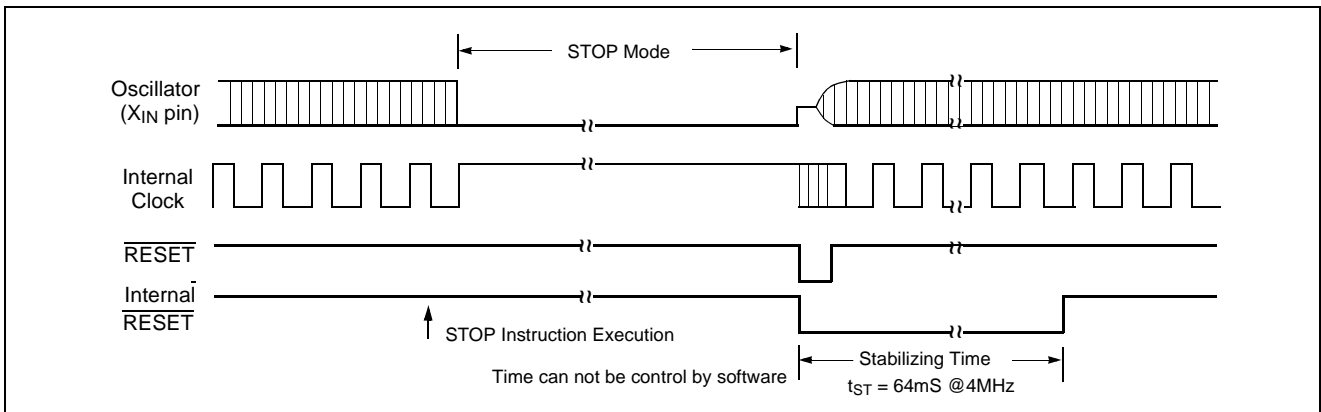 STOP Mode
Oscillator
(XIN pin)
Internal
Clock
RESET
Internal
RESET
STOP Instruction Execution
Time can not be control by software
Stabilizing Time
tST = 64mS @4MHz